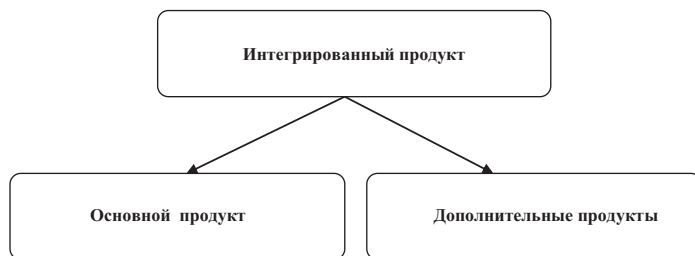 Интегрированный продукт
Основной продукт
Дополнительные продукты